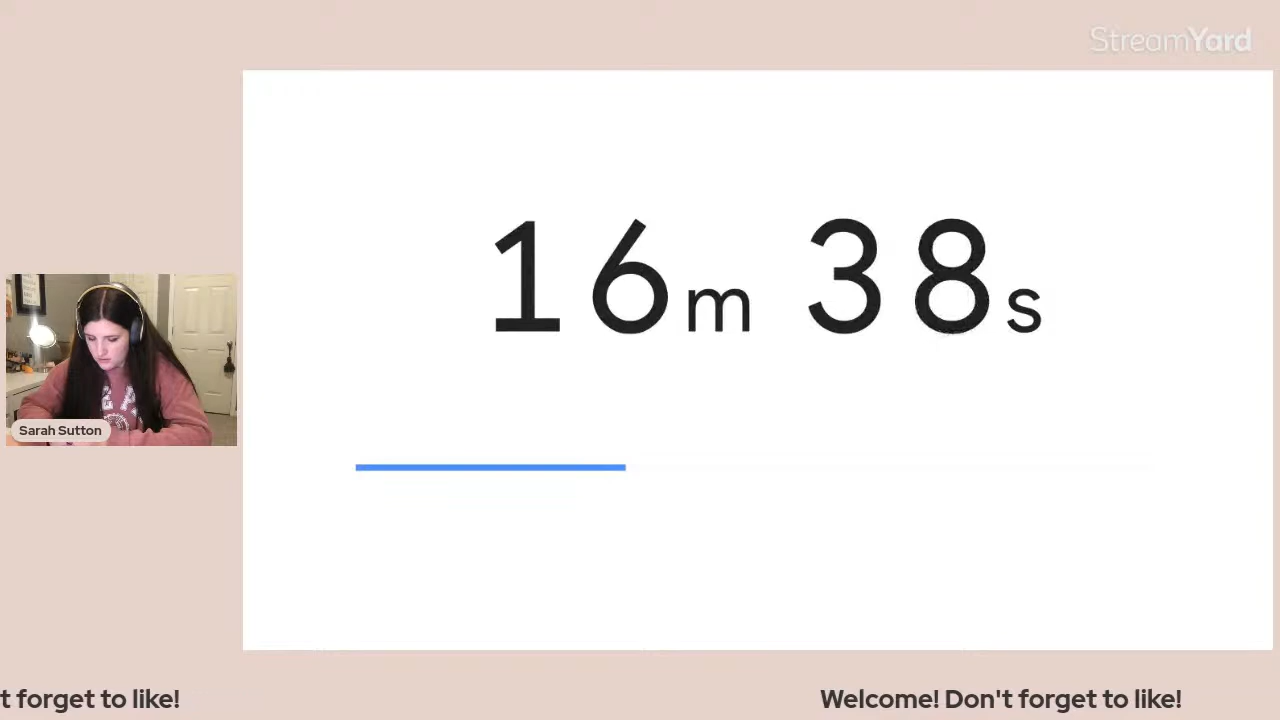 StreamYard
16m 38s
Sarah Sutton
t forget to like!
Welcome! Don't forget to like!